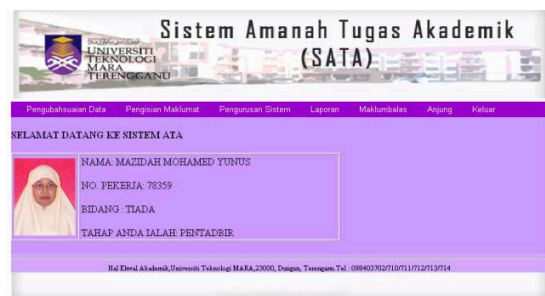 Sistem Amanah Tugas Akademik
(SATA)
UNIVERSITI
TEKNOLOGI
MARA
TERENGGANU
Pengubahsuaian Data Pengisian Maklumat Pengurusan Sistem Laporan Maklumbalas Anjung Keluar
SELAMAT DATANG KE SISTEM ATA
NAMA: MAZIDAH MOHAMED YUNUS
NO. PEKERJA: 78359
BIDANG : TIADA
TAHAP ANDA IALAH: PENTADBIR
Hal Elwal Akademik,Universiti Teknologi MARA,23000, Dungun, Terengganu.Tel : 098403702/710/711/712/713/714